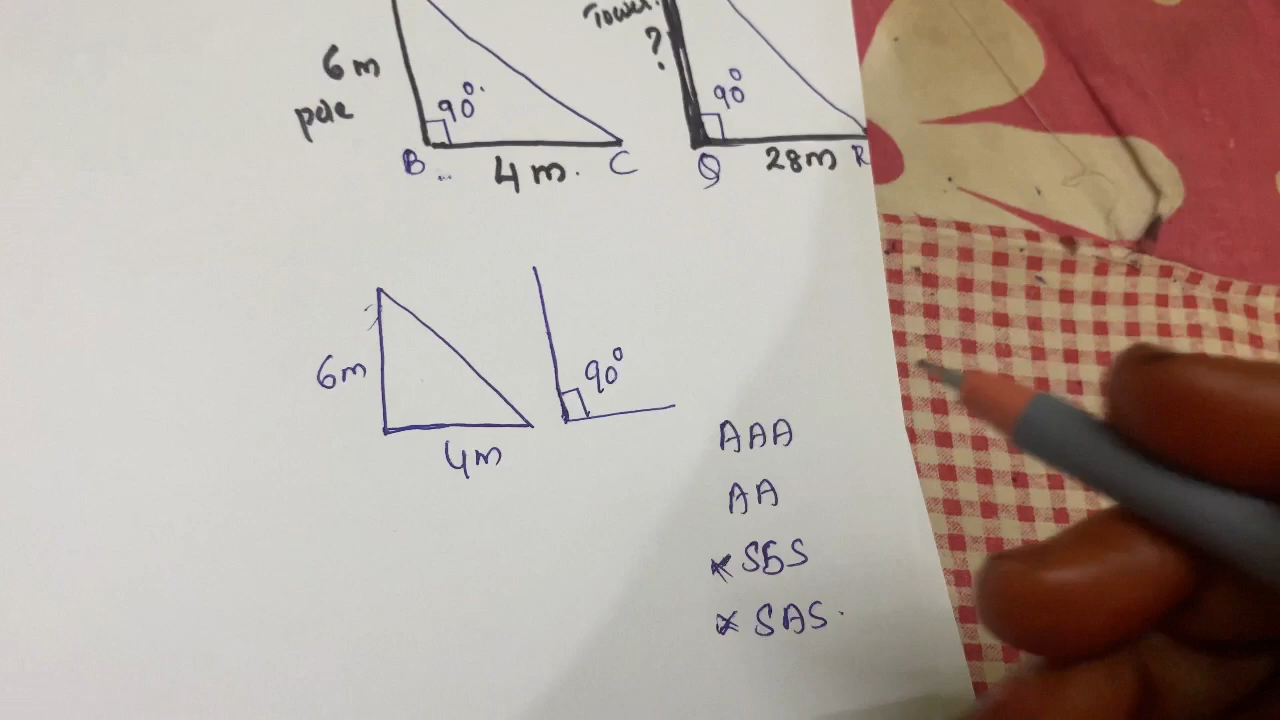 Tower.
?
6m
pole
90°.
90°
B..
4m.
C
Q
28m
R
6m
90°
4m
AAA
AA
* SSS
* SAS.